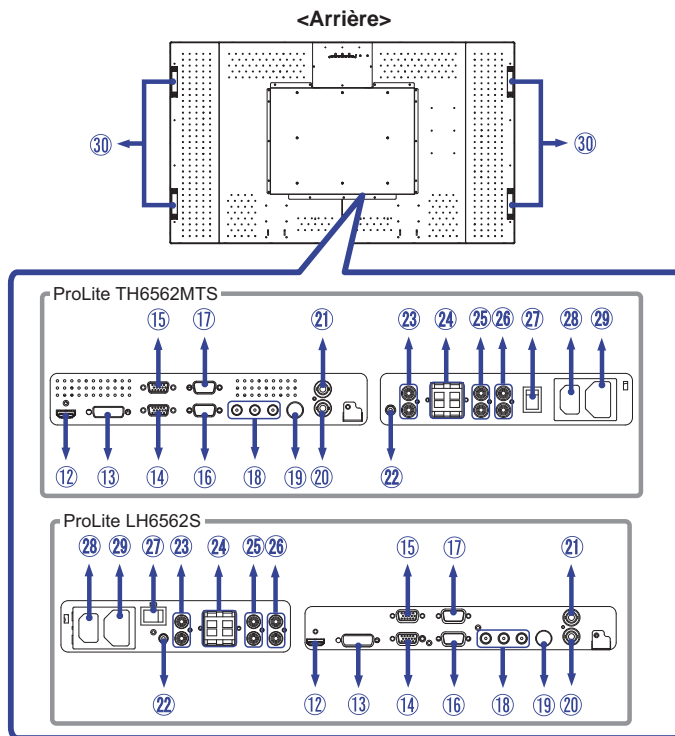 <Arrière>
㉚ ㉚
ProLite TH6562MTS
⑮ ⑰ ㉑ ㉓ ㉔ ㉕ ㉖ ㉗ ㉘ ㉙
⑫ ⑬ ⑭ ⑯ ⑱ ⑲ ⑳ ㉒
ProLite LH6562S
㉘ ㉙ ㉗ ㉓ ㉔ ㉕ ㉖ ⑮ ⑰ ㉑
㉒ ⑫ ⑬ ⑭ ⑯ ⑱ ⑲ ⑳